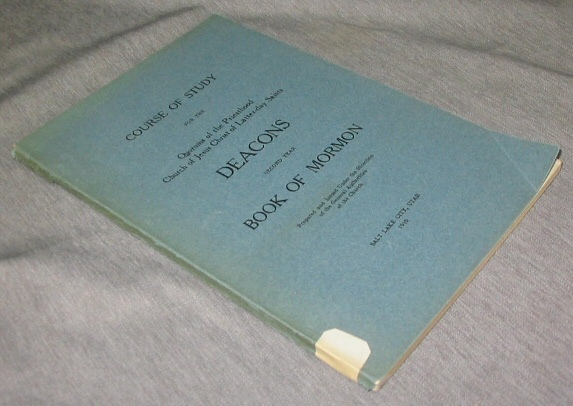 COURSE OF STUDY
FOR THE
Quorums of the Priesthood
Church of Jesus Christ of Latter-day Saints
DEACONS
SECOND YEAR
BOOK OF MORMON
Prepared and Issued Under the Direction
of the General Authorities
of the Church.
SALT LAKE CITY, UTAH